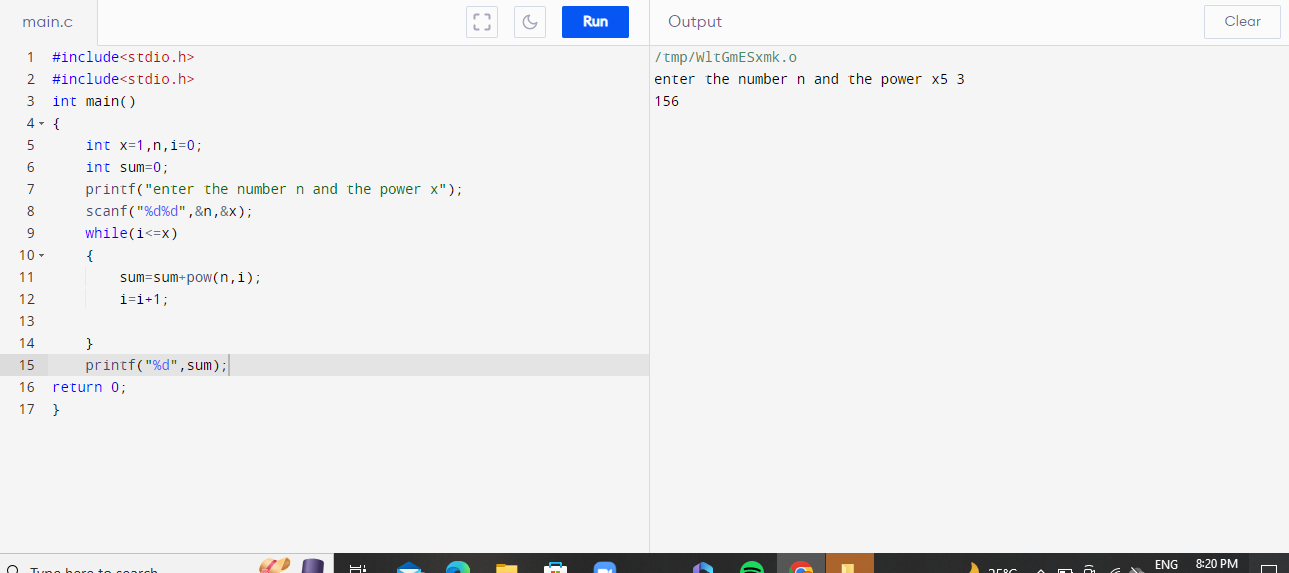 main.c
Run
Output
Clear
1 #include<stdio.h>
2 #include<stdio.h>
3 int main()
4 {
5 int x=1,n,i=0;
6 int sum=0;
7 printf("enter the number n and the power x");
8 scanf("%d%d",&n,&x);
9 while(i<=x)
10 {
11 sum=sum+pow(n,i);
12 i=i+1;
13
14 }
15 printf("%d",sum);
16 return 0;
17 }
/tmp/WltGmESxmk.o
enter the number n and the power x5 3
156
Type here to search
25°C
ENG
8:20 PM